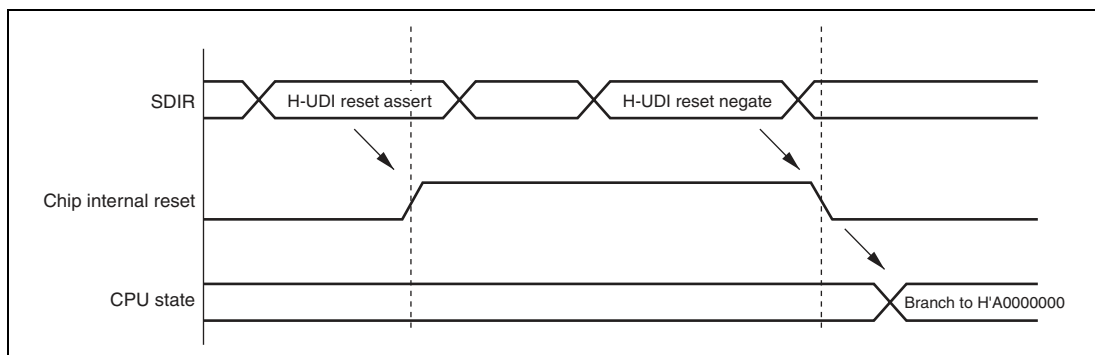 SDIR
H-UDI reset assert
H-UDI reset negate
Chip internal reset
CPU state
Branch to H'A0000000